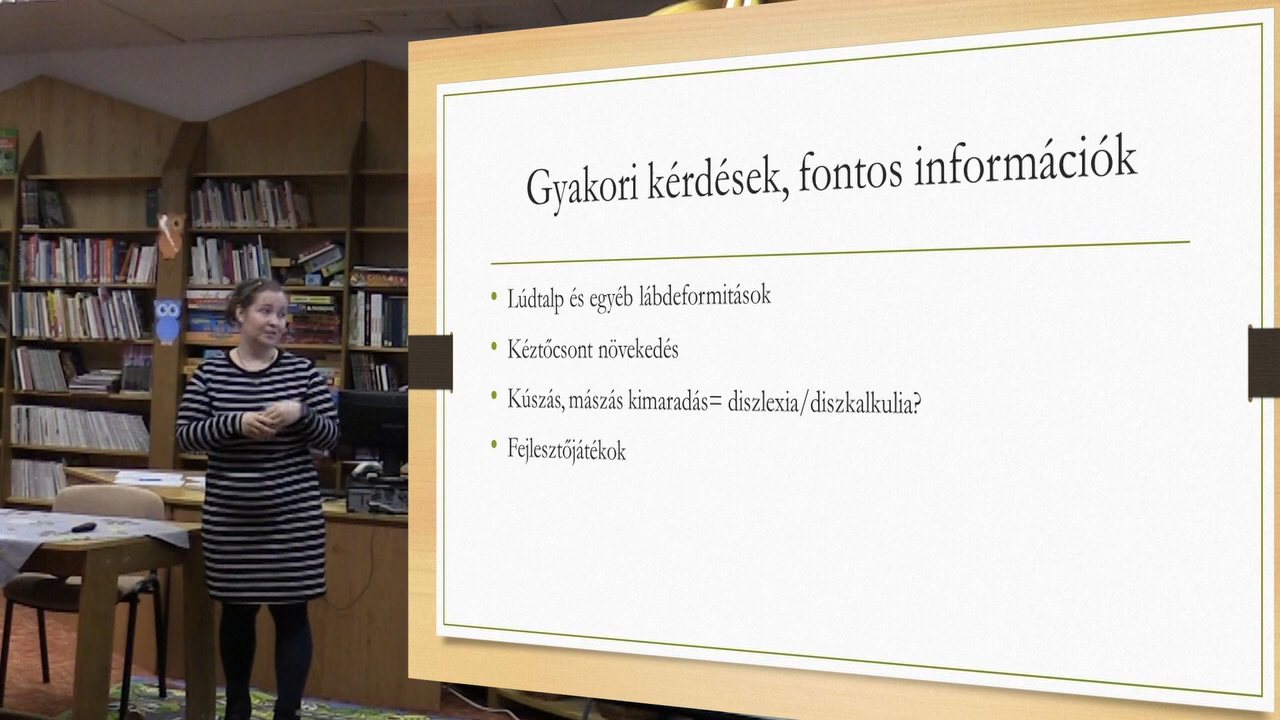 Gyakori kérdések, fontos információk
Lúdtalp és egyéb lábdeformitások
Kéztőcsont növekedés
Kúszás, mászás kimaradás= diszlexia/diszkalkulia?
Fejlesztőjátékok